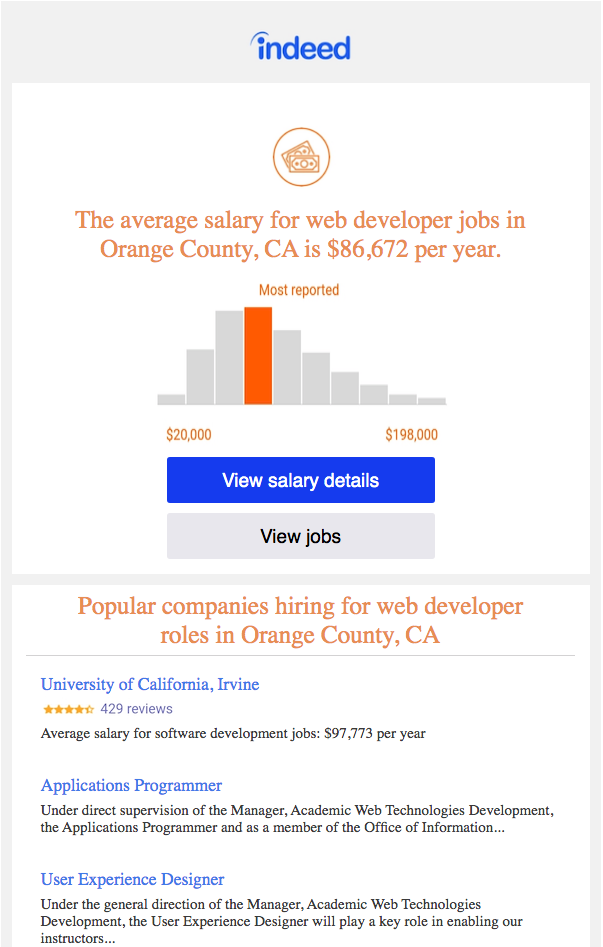 indeed
The average salary for web developer jobs in
Orange County, CA is $86,672 per year.
Most reported
$20,000 $198,000
View salary details
View jobs
Popular companies hiring for web developer
roles in Orange County, CA
University of California, Irvine
429 reviews
Average salary for software development jobs: $97,773 per year
Applications Programmer
Under direct supervision of the Manager, Academic Web Technologies Development,
the Applications Programmer and as a member of the Office of Information...
User Experience Designer
Under the general direction of the Manager, Academic Web Technologies
Development, the User Experience Designer will play a key role in enabling our
instructors...